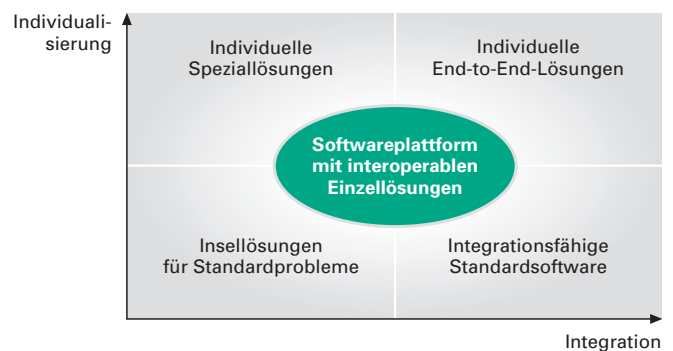 Individuali-
sierung
Individuelle
Speziallösungen
Individuelle
End-to-End-Lösungen
Softwareplattform
mit interoperablen
Einzellösungen
Insellösungen
für Standardprobleme
Integrationsfähige
Standardsoftware
Integration